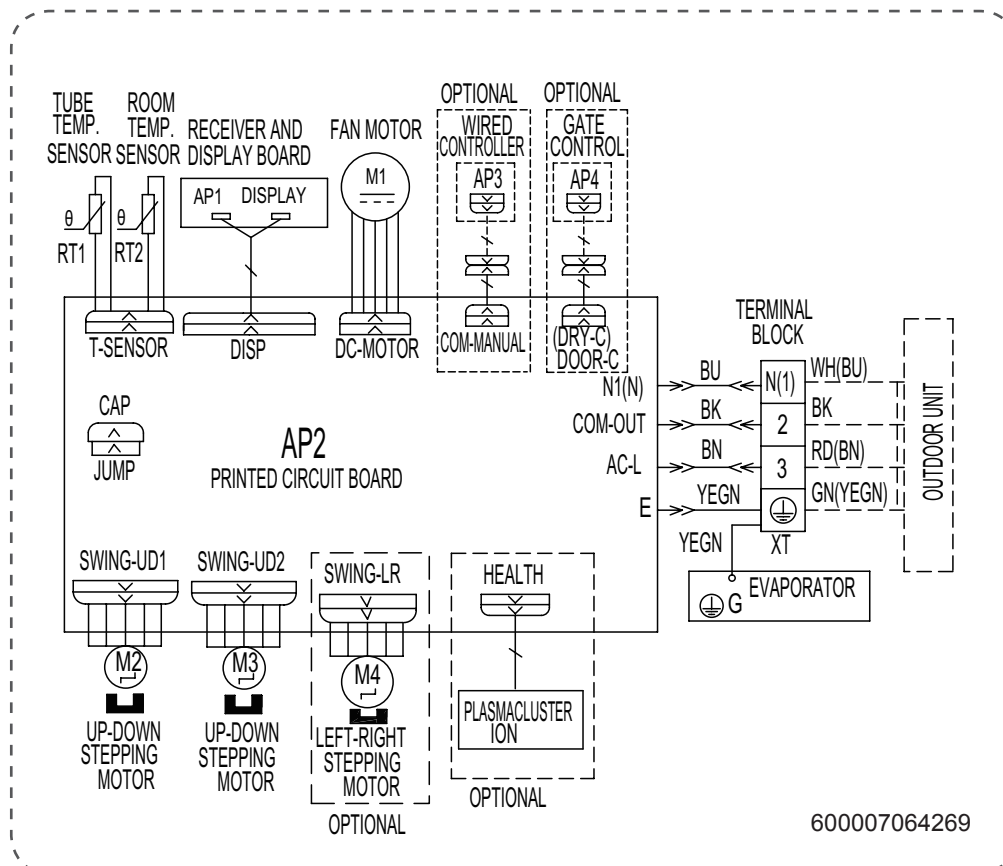 OPTIONAL
OPTIONAL
TUBE
TEMP.
SENSOR
ROOM
TEMP.
SENSOR
RECEIVER AND
DISPLAY BOARD
FAN MOTOR
WIRED
CONTROLLER
GATE
CONTROL
AP1 DISPLAY
M1
AP3
AP4
θ
RT1
θ
RT2
T-SENSOR
DISP
DC-MOTOR
COM-MANUAL
(DRY-C)
DOOR-C
TERMINAL
BLOCK
N1(N)
BU
N(1)
WH(BU)
COM-OUT
BK
2
BK
AC-L
BN
3
RD(BN)
E
YEGN
GN(YEGN)
YEGN
XT
OUTDOOR UNIT
G
EVAPORATOR
CAP
JUMP
AP2
PRINTED CIRCUIT BOARD
SWING-UD1
SWING-UD2
SWING-LR
HEALTH
M2
M3
M4
UP-DOWN
STEPPING
MOTOR
UP-DOWN
STEPPING
MOTOR
LEFT-RIGHT
STEPPING
MOTOR
PLASMACLUSTER
ION
OPTIONAL
OPTIONAL
600007064269